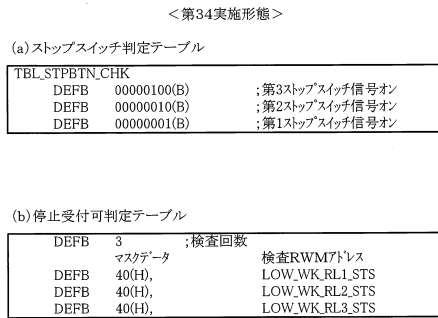 ＜第34実施形態＞
(a)ストップスイッチ判定テーブル
TBL_STPBTN_CHK
DEFB 00000100(B) ;第3ストップスイッチ信号オン
DEFB 00000010(B) ;第2ストップスイッチ信号オン
DEFB 00000001(B) ;第1ストップスイッチ信号オン
(b)停止受付可判定テーブル
DEFB 3 ;検査回数
マスクデータ 検査RWMアドレス
DEFB 40(H), LOW_WK_RL1_STS
DEFB 40(H), LOW_WK_RL2_STS
DEFB 40(H), LOW_WK_RL3_STS